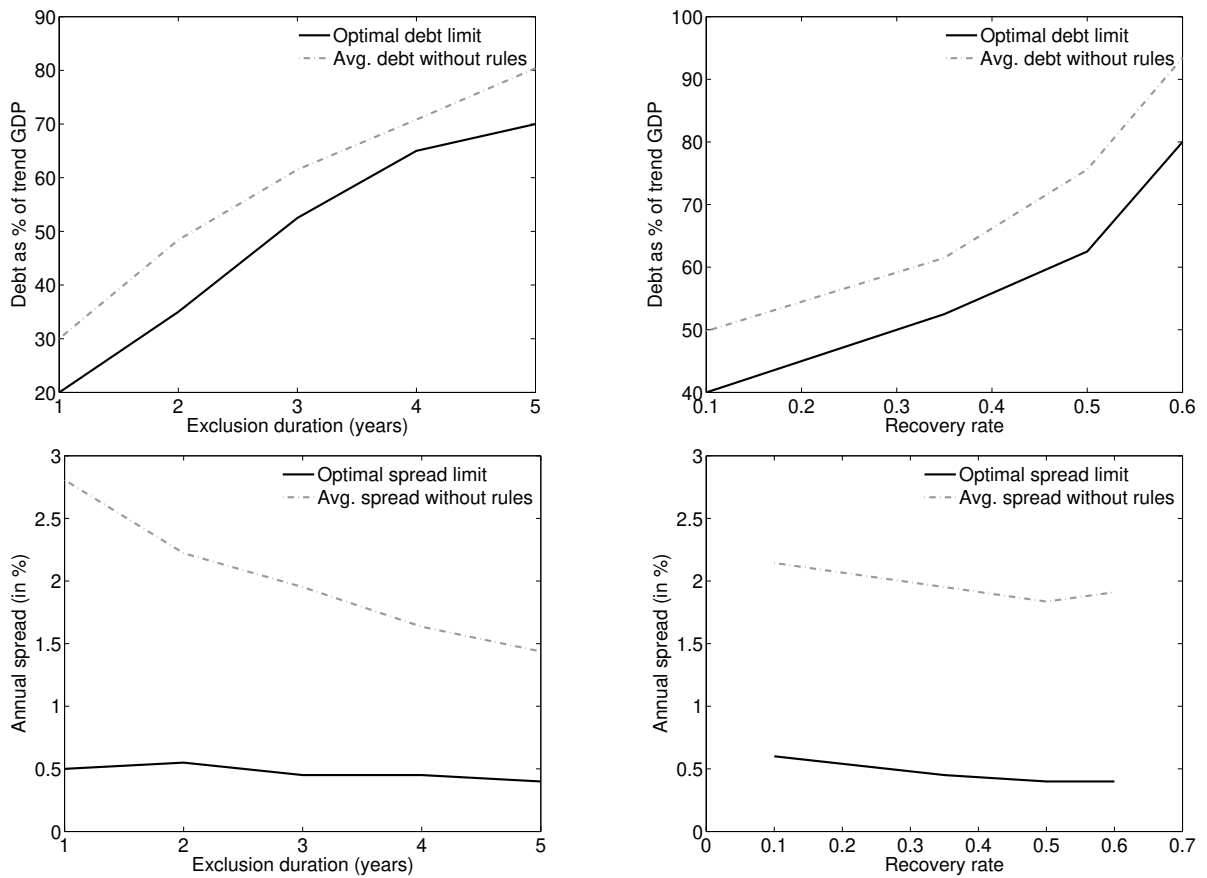 90
80
70
60
50
40
30
20
Debt as % of trend GDP
Optimal debt limit
Avg. debt without rules
1 2 3 4 5
Exclusion duration (years)
100
90
80
70
60
50
40
Debt as % of trend GDP
Optimal debt limit
Avg. debt without rules
0.1 0.2 0.3 0.4 0.5 0.6
Recovery rate
3
2.5
2
1.5
1
0.5
0
Annual spread (in %)
Optimal spread limit
Avg. spread without rules
1 2 3 4 5
Exclusion duration (years)
3
2.5
2
1.5
1
0.5
0
Annual spread (in %)
Optimal spread limit
Avg. spread without rules
0 0.1 0.2 0.3 0.4 0.5 0.6 0.7
Recovery rate